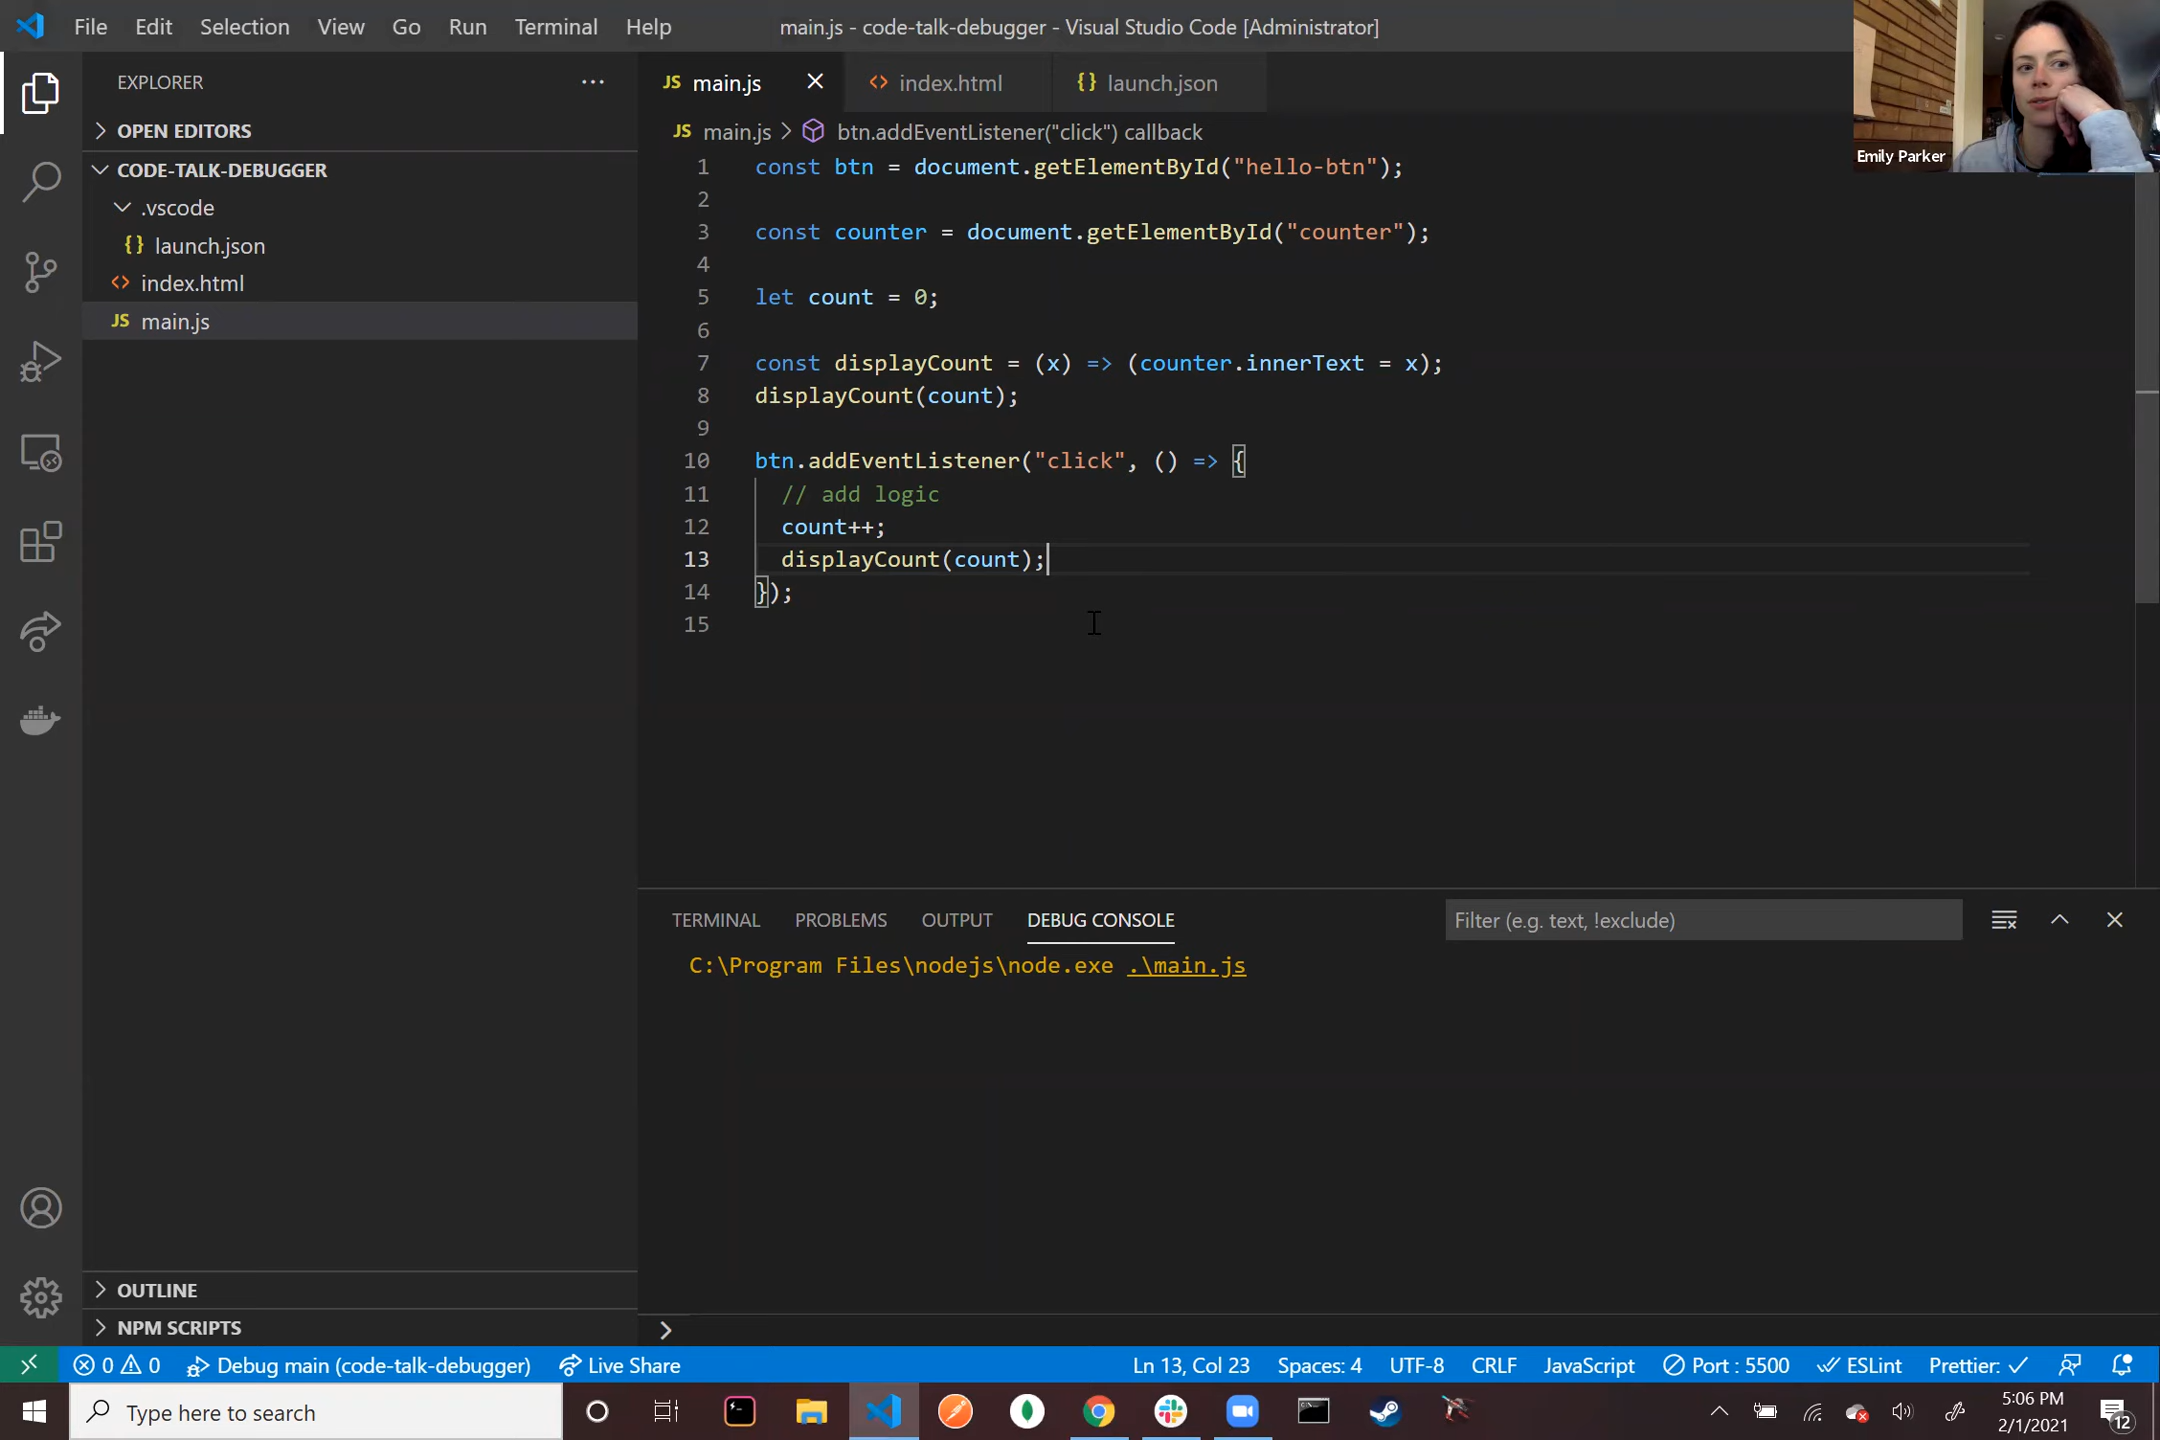 File Edit Selection View Go Run Terminal Help main.js - code-talk-debugger - Visual Studio Code [Administrator]
Emily Parker
EXPLORER ...
OPEN EDITORS
CODE-TALK-DEBUGGER
.vscode
{} launch.json
<> index.html
JS main.js
JS main.js <> index.html {} launch.json
JS main.js > btn.addEventListener("click") callback
1 const btn = document.getElementById("hello-btn");
2
3 const counter = document.getElementById("counter");
4
5 let count = 0;
6
7 const displayCount = (x) => (counter.innerText = x);
8 displayCount(count);
9
10 btn.addEventListener("click", () => {
11 // add logic
12 count++;
13 displayCount(count);
14 });
15
TERMINAL PROBLEMS OUTPUT DEBUG CONSOLE Filter (e.g. text, !exclude)
C:\Program Files\nodejs\node.exe .\main.js
OUTLINE
NPM SCRIPTS
>
0 0 Debug main (code-talk-debugger) Live Share Ln 13, Col 23 Spaces: 4 UTF-8 CRLF JavaScript Port : 5500 ESLint Prettier: ✓
Type here to search
5:06 PM
2/1/2021
12